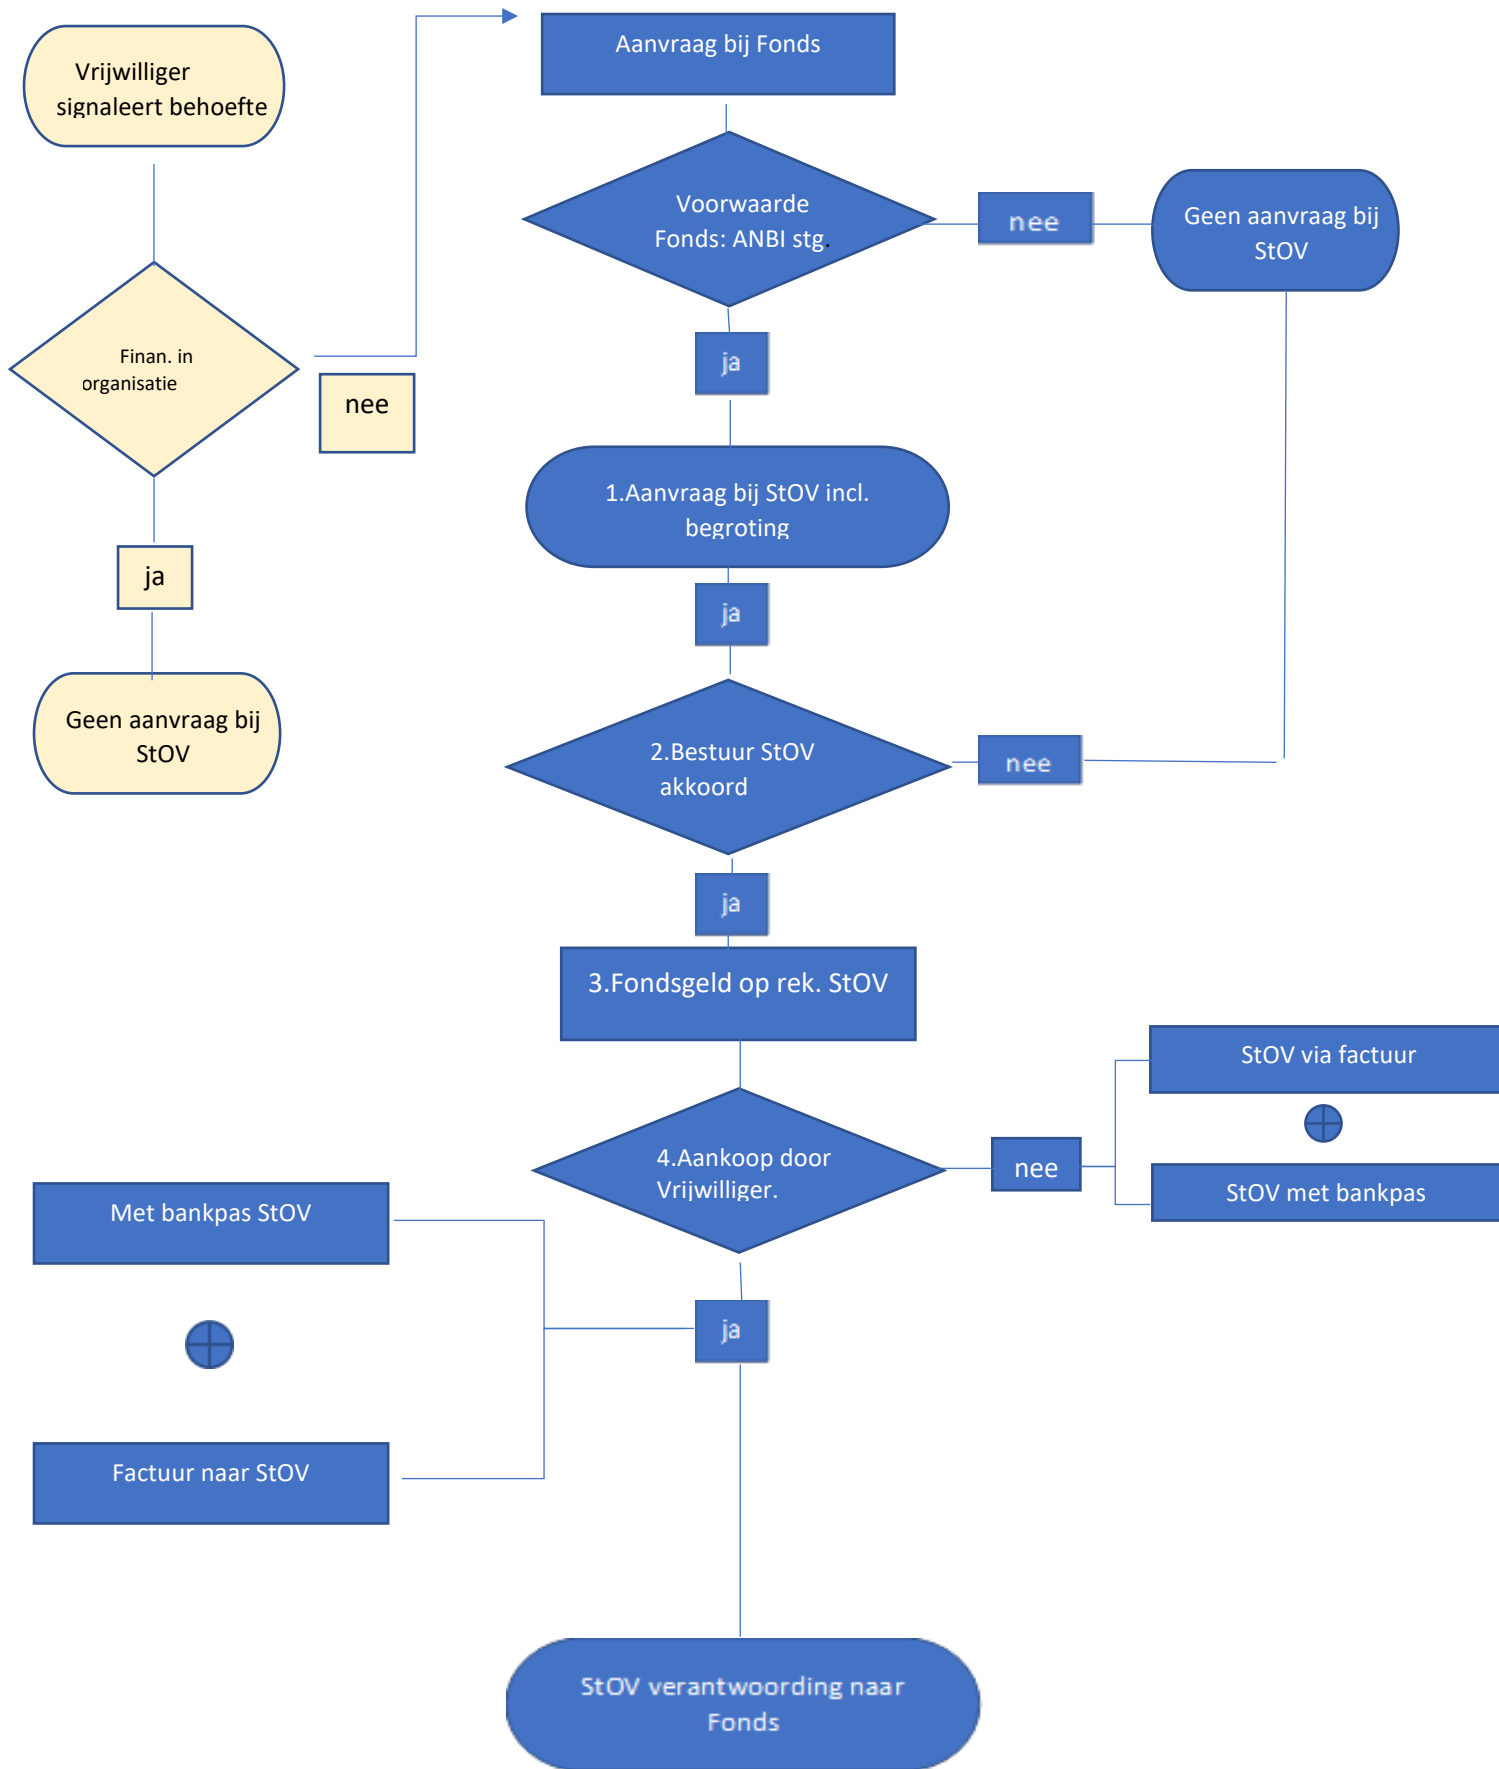 Vrijwilliger
signaleert behoefte
Finan. in
organisatie
nee
ja
Geen aanvraag bij
StOV
Aanvraag bij Fonds
Voorwaarde
Fonds: ANBI stg.
nee
Geen aanvraag bij
StOV
ja
1.Aanvraag bij StOV incl.
begroting
ja
2.Bestuur StOV
akkoord
nee
ja
3.Fondsgeld op rek. StOV
4.Aankoop door
Vrijwilliger.
nee
StOV via factuur
StOV met bankpas
Met bankpas StOV
ja
Factuur naar StOV
StOV verantwoording naar
Fonds